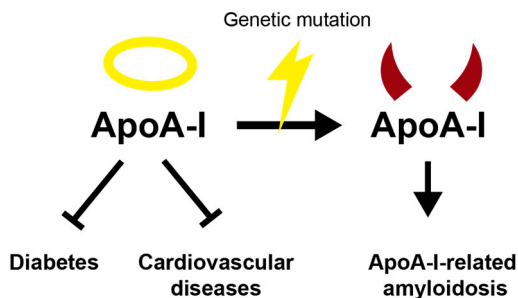 Genetic mutation
ApoA-I
ApoA-I
Diabetes
Cardiovascular
diseases
ApoA-I-related
amyloidosis